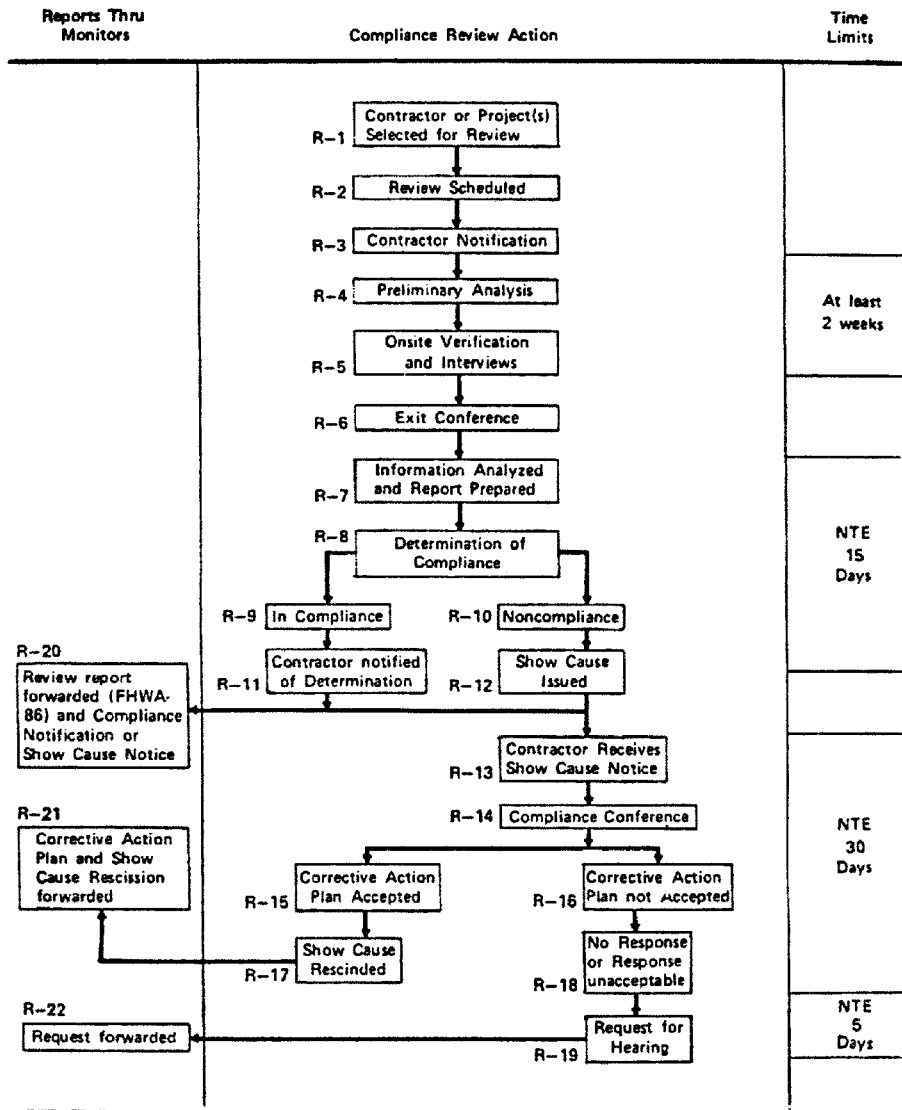 Reports Thru
Monitors
Compliance Review Action
Time
Limits
R-1
Contractor or Project(s)
Selected for Review
R-2
Review Scheduled
R-3
Contractor Notification
R-4
Preliminary Analysis
At least
2 weeks
R-5
Onsite Verification
and Interviews
R-6
Exit Conference
R-7
Information Analyzed
and Report Prepared
R-8
Determination of
Compliance
NTE
15
Days
R-9
In Compliance
R-10
Noncompliance
R-11
Contractor notified
of Determination
R-12
Show Cause
Issued
R-20
Review report
forwarded (FHWA-
86) and Compliance
Notification or
Show Cause Notice
R-13
Contractor Receives
Show Cause Notice
R-14
Compliance Conference
NTE
30
Days
R-21
Corrective Action
Plan and Show
Cause Rescission
forwarded
R-15
Corrective Action
Plan Accepted
R-16
Corrective Action
Plan not Accepted
R-17
Show Cause
Rescinded
R-18
No Response
or Response
unacceptable
R-22
Request forwarded
R-19
Request for
Hearing
NTE
5
Days